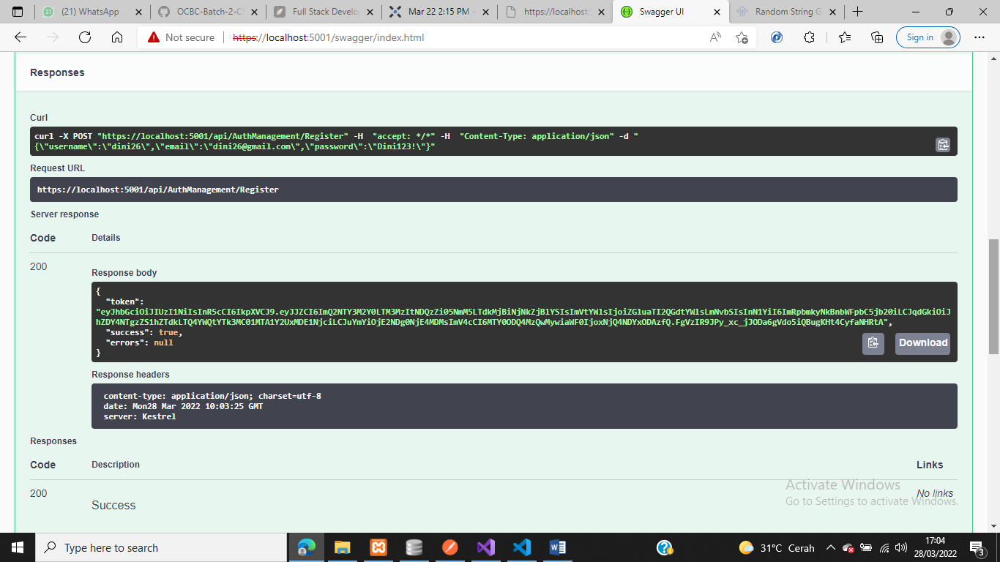 (21) WhatsApp
OCBC-Batch-2-C
Full Stack Develo
Mar 22 2:15 PM -
https://localhost:
Swagger UI
Random String G
Not secure
https://localhost:5001/swagger/index.html
Sign in
Responses
Curl
curl -X POST "https://localhost:5001/api/AuthManagement/Register" -H  "accept: */*" -H  "Content-Type: application/json" -d "
{\"username\":\"dini26\",\"email\":\"dini26@gmail.com\",\"password\":\"Dini123!\"}"
Request URL
https://localhost:5001/api/AuthManagement/Register
Server response
Code Details
200
Response body
{
"token":
"eyJhbGciOiJIUzI1NiIsInR5cCI6IkpXVCJ9.eyJJZCI6ImQ2NTY3M2Y0LTM3MzItNDQzZi05NmM5LTdkMjBiNjNkZjBlYSIsImVtYWlsIjoiZGluaTI2QGdtYWlsLmNvbSIsInN1YiI6ImRpbmkyNkBnbWFpbC5jb20iLCJqdGkiOiJ
hZDY4NTgzZS1hZTdkLTQ4YWQtYTk3MC01MTA1Y2UxMDE1NjciLCJuYmYiOjE2NDg0NjE4MDMsImV4cCI6MTY0ODQ4MzQwMywiaWF0IjoxNjQ4NDYxODAzfQ.FgVzIR9JPy_xc_jJODa6gVdo5iQBugKHt4CyfaNHRtA",
"success": true,
"errors": null
}
Download
Response headers
content-type: application/json; charset=utf-8
date: Mon28 Mar 2022 10:03:25 GMT
server: Kestrel
Responses
Code Description Links
200
Success
No links
Activate Windows
Go to Settings to activate Windows.
Type here to search
31°C Cerah
17:04
28/03/2022
3